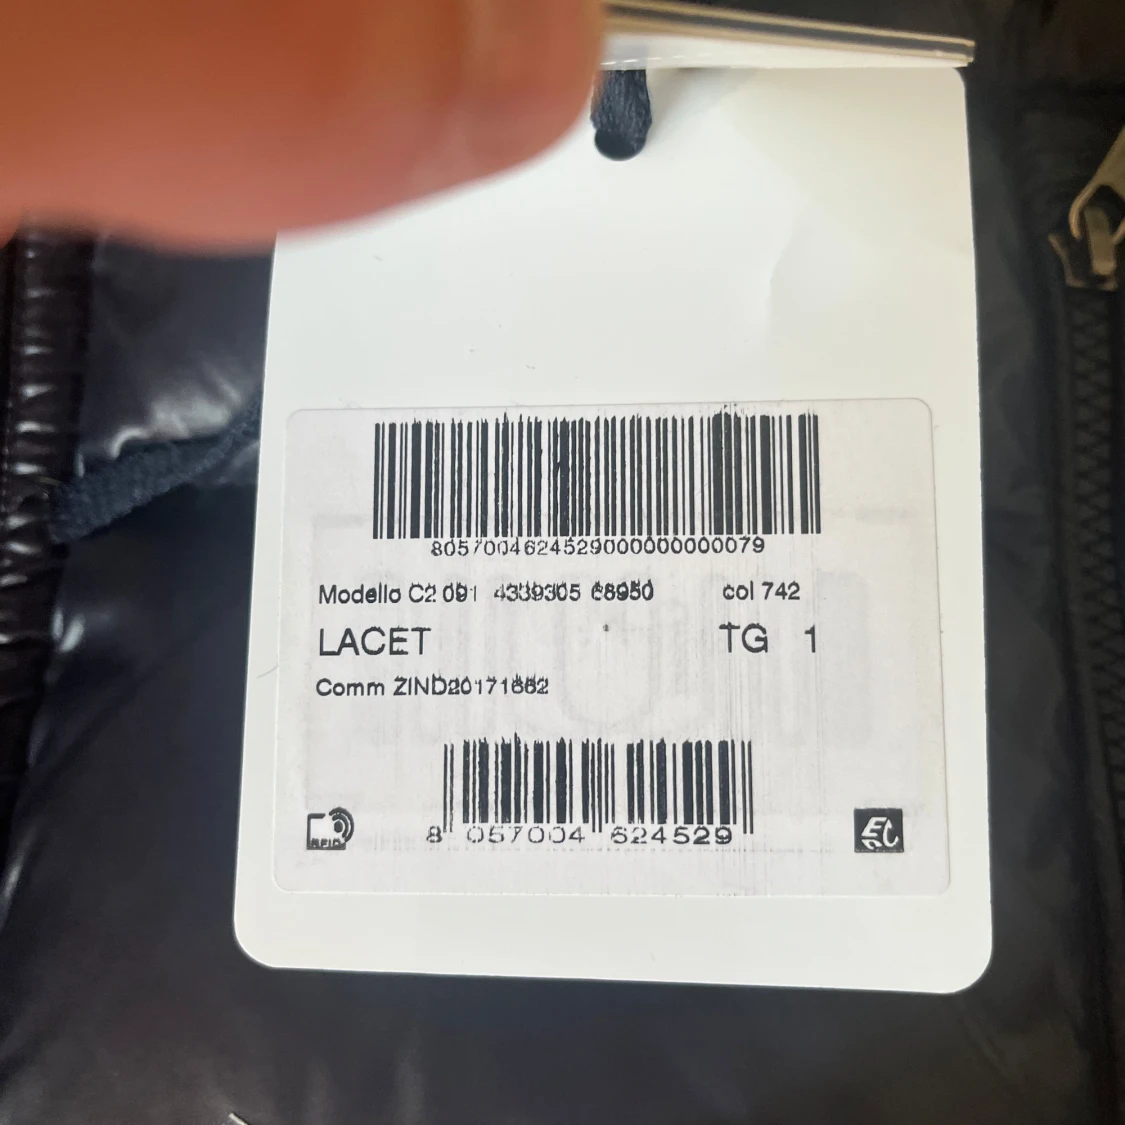 8057004624529000000000079
Modello C2 091 4339305 68950 col 742
LACET TG 1
Comm ZIND20171662
8 057004 624529
RFID